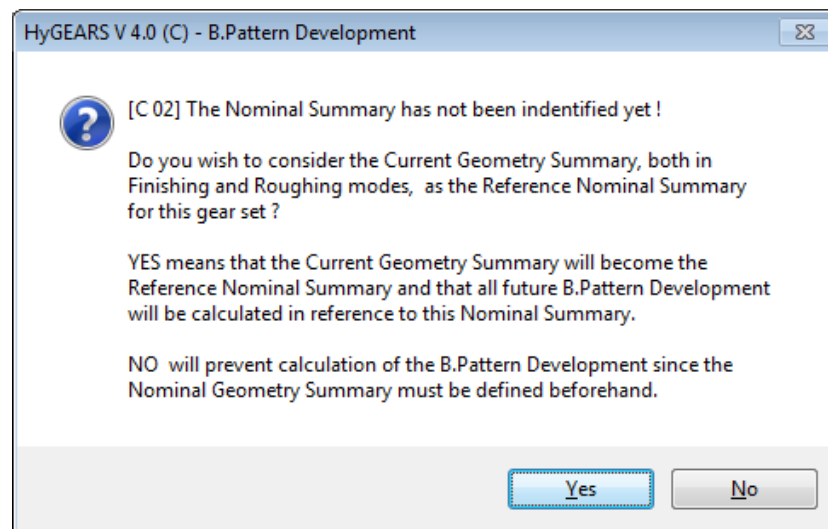 HyGEARS V 4.0 (C) - B.Pattern Development
[C 02] The Nominal Summary has not been indentified yet !
Do you wish to consider the Current Geometry Summary, both in
Finishing and Roughing modes,  as the Reference Nominal Summary
for this gear set ?
YES means that the Current Geometry Summary will become the
Reference Nominal Summary and that all future B.Pattern Development
will be calculated in reference to this Nominal Summary.
NO  will prevent calculation of the B.Pattern Development since the
Nominal Geometry Summary must be defined beforehand.
Yes
No